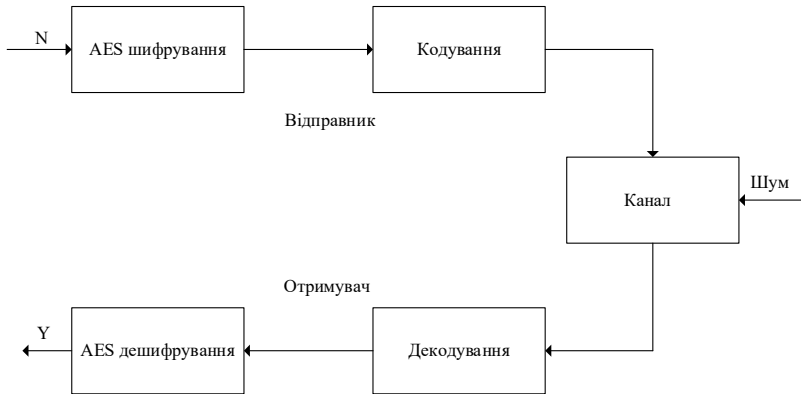 N
AES шифрування
Кодування
Відправник
Шум
Канал
Отримувач
Y
AES дешифрування
Декодування